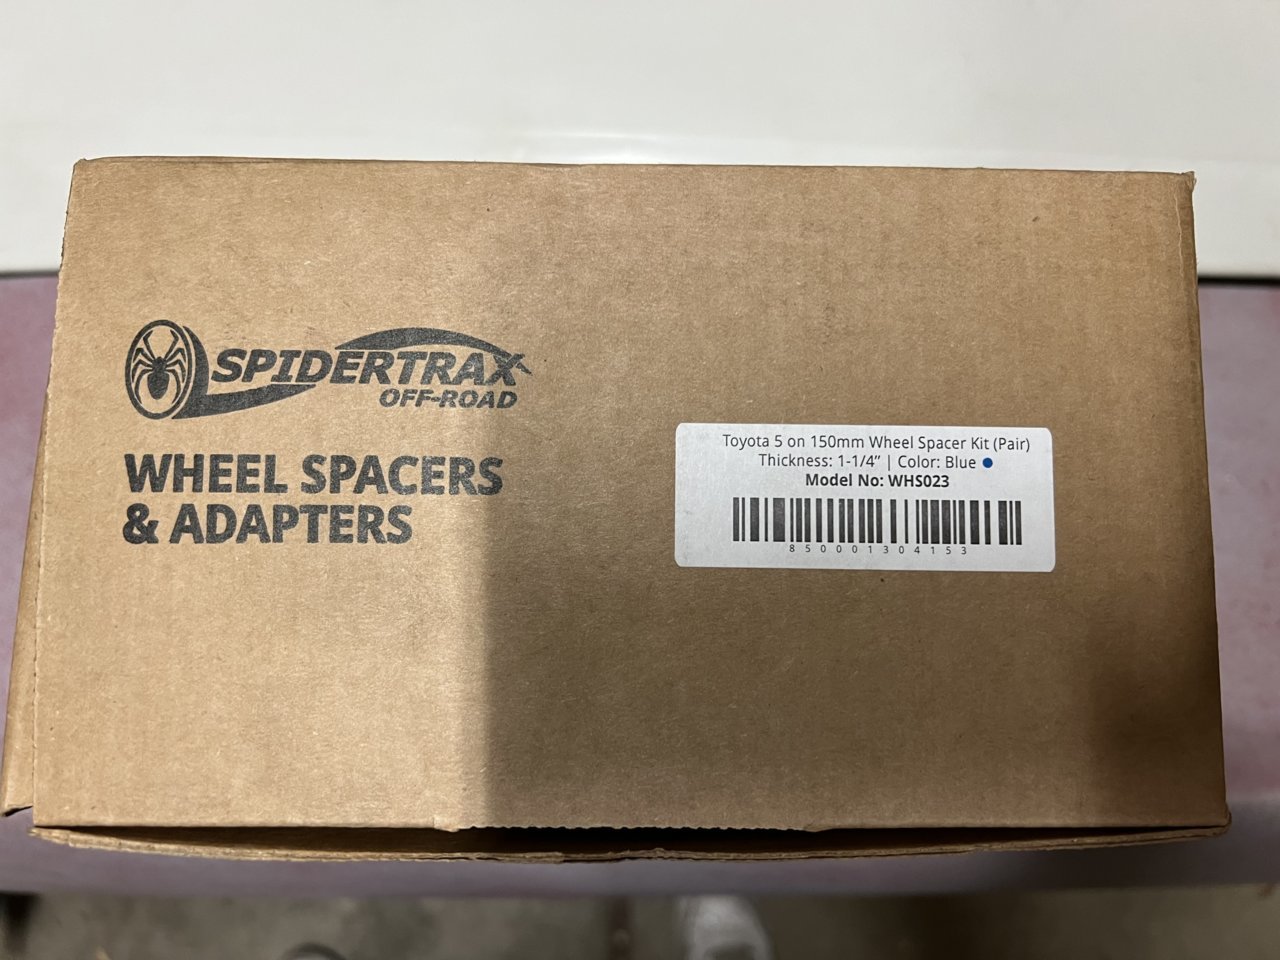 SPIDERTRAX
OFF-ROAD
WHEEL SPACERS
& ADAPTERS
Toyota 5 on 150mm Wheel Spacer Kit (Pair)
Thickness: 1-1/4” | Color: Blue
Model No: WHS023
850001304153